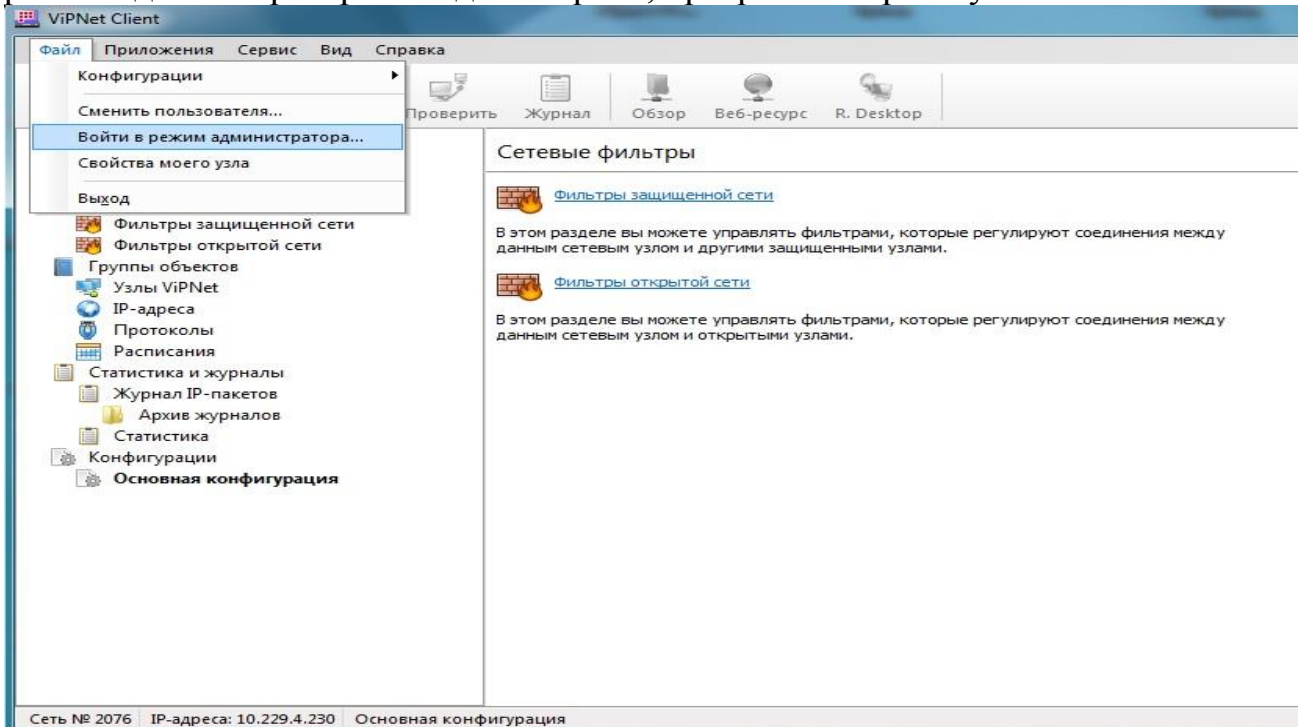 ViPNet Client
Файл Приложения Сервис Вид Справка
Конфигурации
Сменить пользователя...
Войти в режим администратора...
Свойства моего узла
Выход
Проверить Журнал Обзор Веб-ресурс R. Desktop
Фильтры защищенной сети
Фильтры открытой сети
Группы объектов
Узлы ViPNet
IP-адреса
Протоколы
Расписания
Статистика и журналы
Журнал IP-пакетов
Архив журналов
Статистика
Конфигурации
Основная конфигурация
Сетевые фильтры
Фильтры защищенной сети
В этом разделе вы можете управлять фильтрами, которые регулируют соединения между
данным сетевым узлом и другими защищенными узлами.
Фильтры открытой сети
В этом разделе вы можете управлять фильтрами, которые регулируют соединения между
данным сетевым узлом и открытыми узлами.
Сеть № 2076 IP-адреса: 10.229.4.230 Основная конфигурация